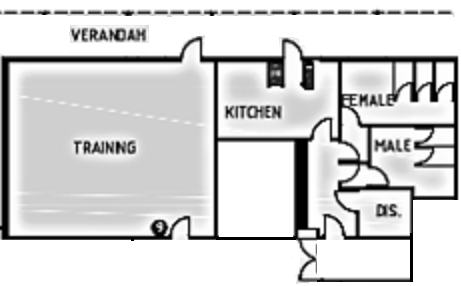 VERANDAH
FEMALE
KITCHEN
TRAINING
MALE
DIS.